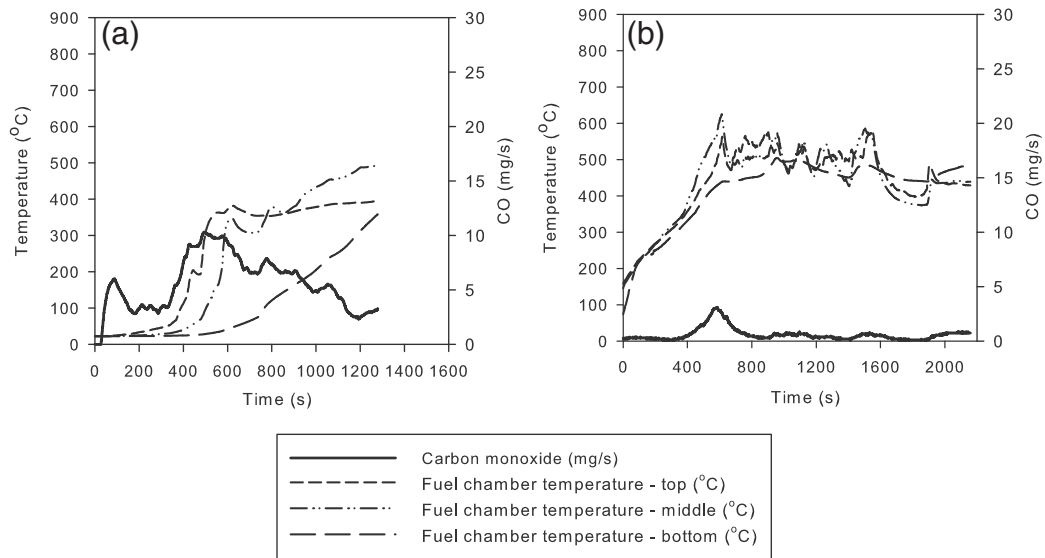 (a)
900
800
700
600
500
400
300
200
100
0
Temperature (°C)
30
25
20
15
10
5
0
CO (mg/s)
0 200 400 600 800 1000 1200 1400 1600
Time (s)
(b)
900
800
700
600
500
400
300
200
100
0
Temperature (°C)
30
25
20
15
10
5
0
CO (mg/s)
0 400 800 1200 1600 2000
Time (s)
Carbon monoxide (mg/s)
Fuel chamber temperature - top (°C)
Fuel chamber temperature - middle (°C)
Fuel chamber temperature - bottom (°C)